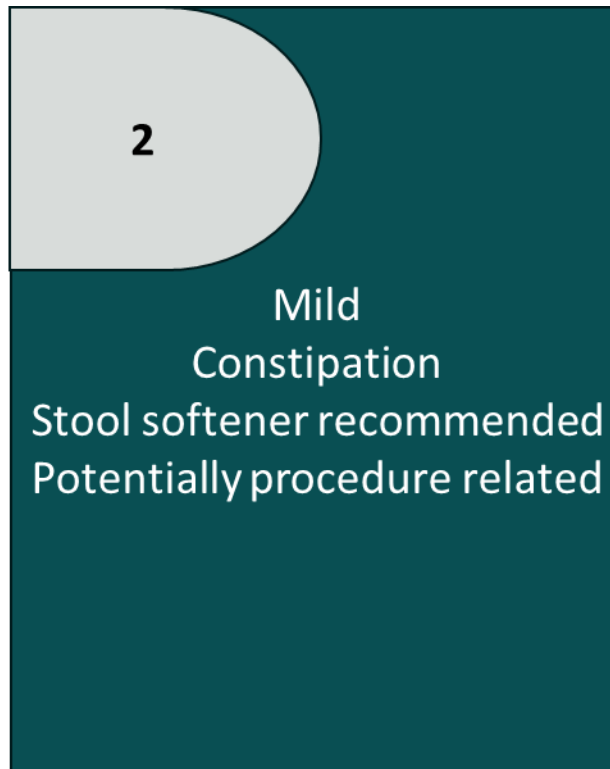 2
Mild
Constipation
Stool softener recommended
Potentially procedure related